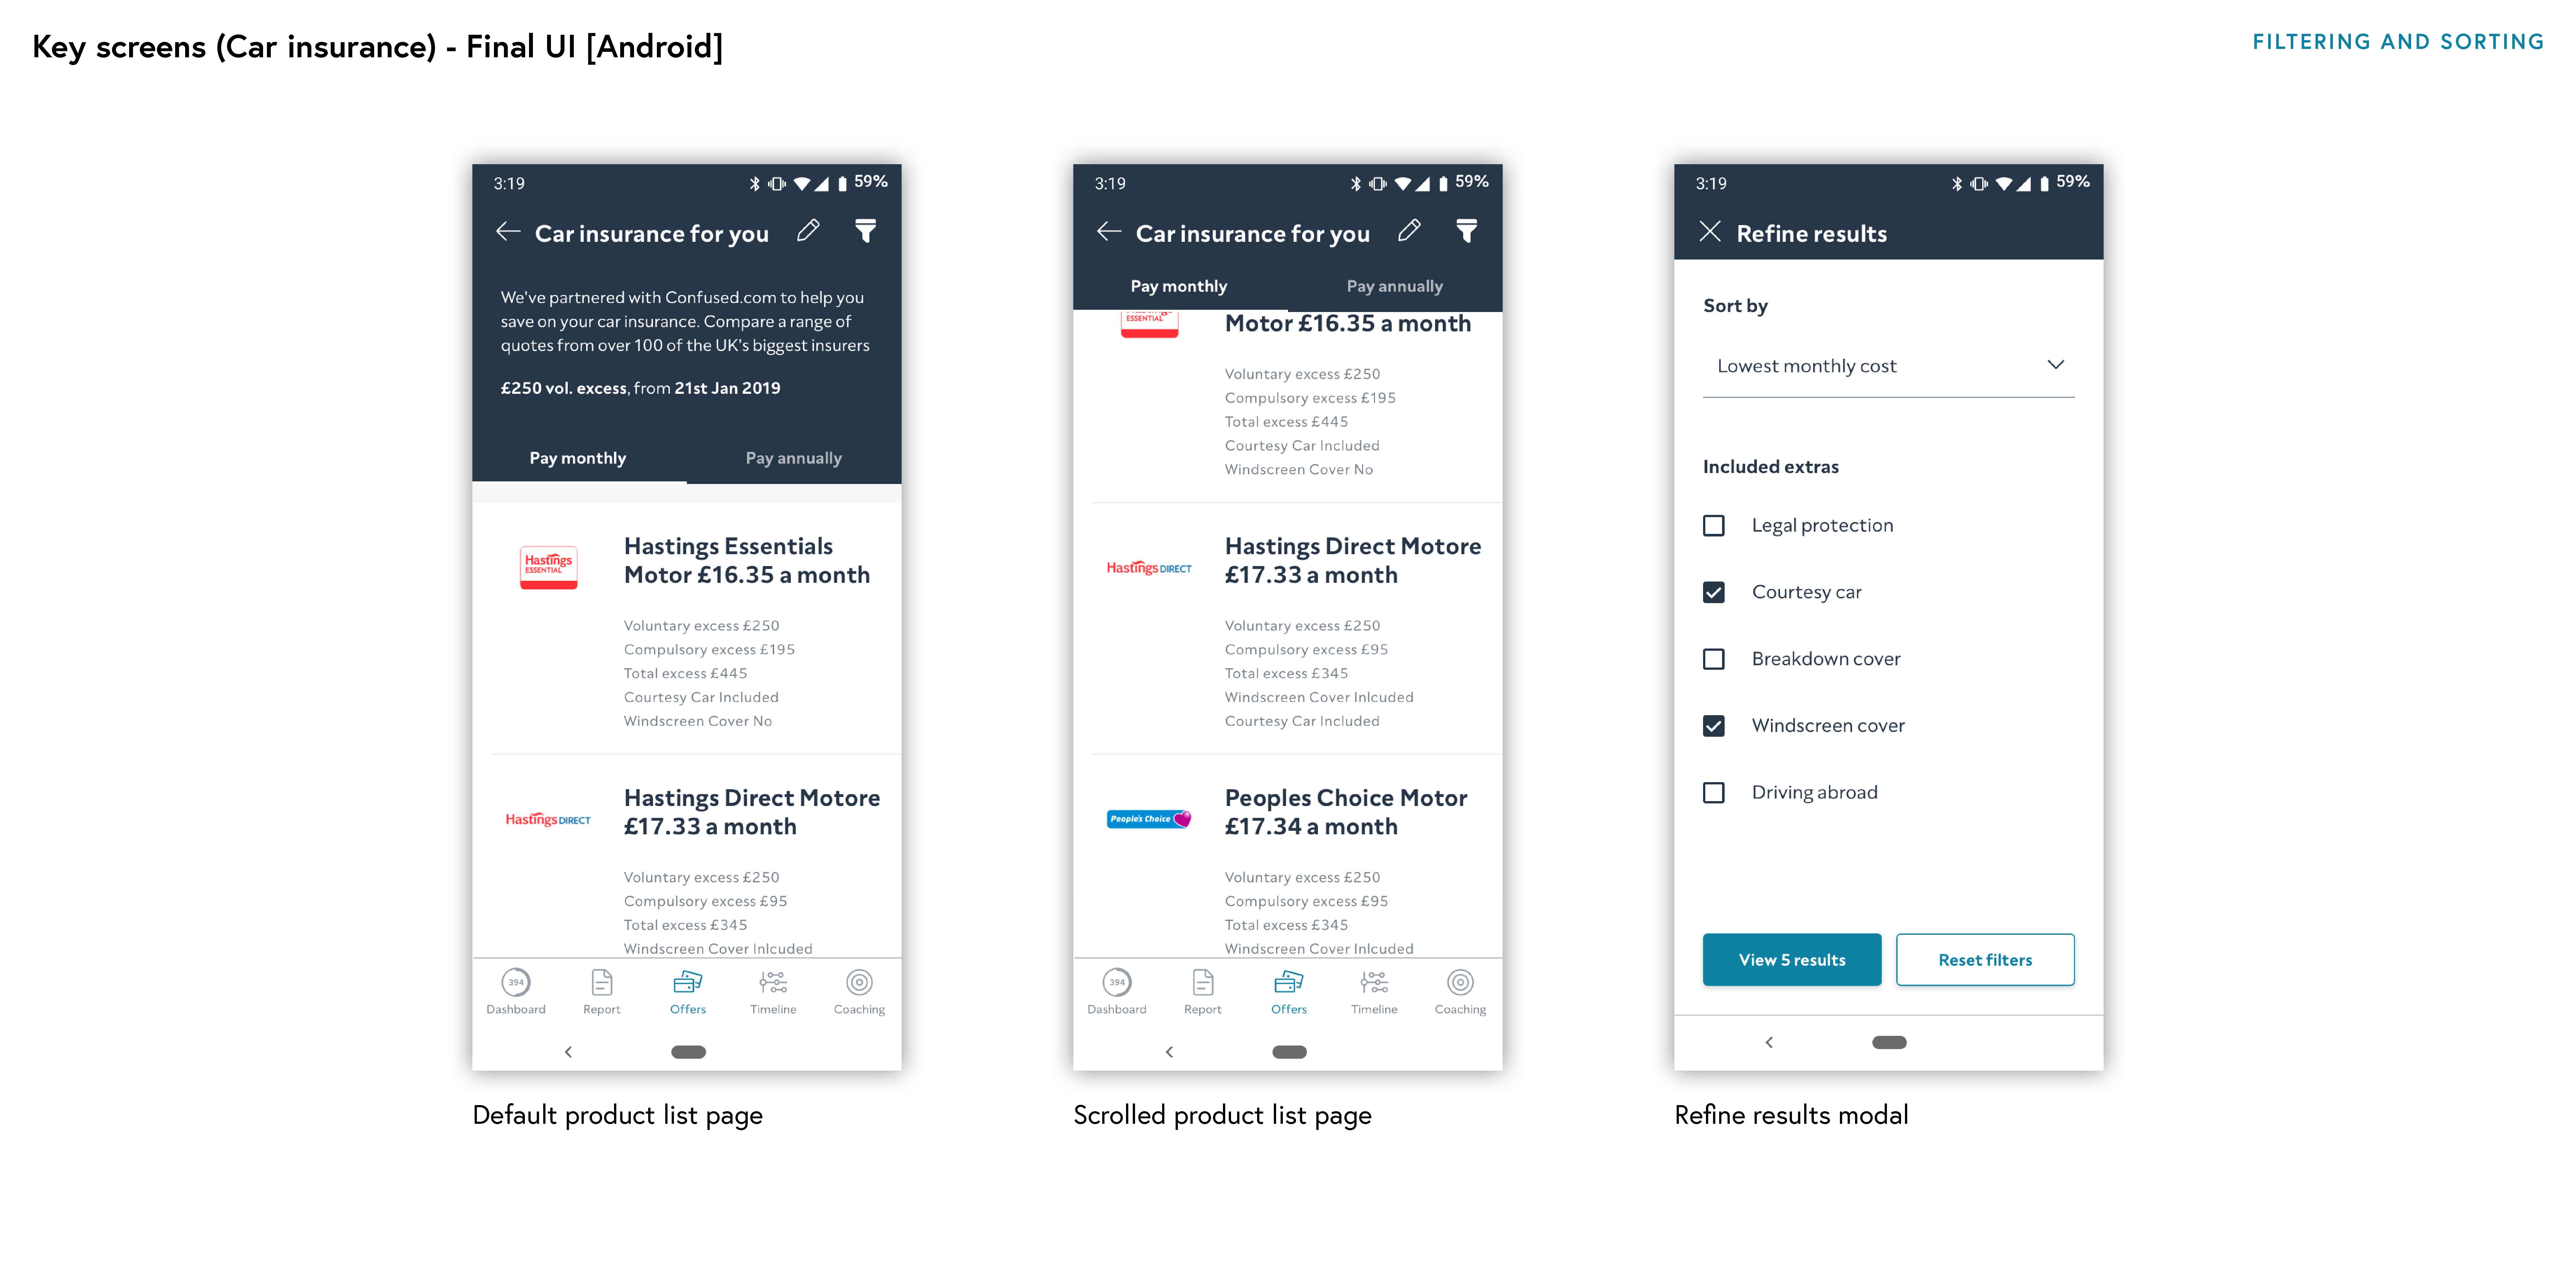 Key screens (Car insurance) - Final UI [Android]
FILTERING AND SORTING
3:19
59%
Car insurance for you
We've partnered with Confused.com to help you
save on your car insurance. Compare a range of
quotes from over 100 of the UK's biggest insurers
£250 vol. excess, from 21st Jan 2019
Pay monthly
Pay annually
Hastings
ESSENTIAL
Hastings Essentials
Motor £16.35 a month
Voluntary excess £250
Compulsory excess £195
Total excess £445
Courtesy Car Included
Windscreen Cover No
Hastings DIRECT
Hastings Direct Motore
£17.33 a month
Voluntary excess £250
Compulsory excess £95
Total excess £345
Windscreen Cover Inlcuded
394
Dashboard
Report
Offers
Timeline
Coaching
Default product list page
3:19
59%
Car insurance for you
Pay monthly
Pay annually
Hastings
ESSENTIAL
Motor £16.35 a month
Voluntary excess £250
Compulsory excess £195
Total excess £445
Courtesy Car Included
Windscreen Cover No
Hastings DIRECT
Hastings Direct Motore
£17.33 a month
Voluntary excess £250
Compulsory excess £95
Total excess £345
Windscreen Cover Inlcuded
Courtesy Car Included
People's Choice
Peoples Choice Motor
£17.34 a month
Voluntary excess £250
Compulsory excess £95
Total excess £345
Windscreen Cover Inlcuded
394
Dashboard
Report
Offers
Timeline
Coaching
Scrolled product list page
3:19
59%
Refine results
Sort by
Lowest monthly cost
Included extras
Legal protection
Courtesy car
Breakdown cover
Windscreen cover
Driving abroad
View 5 results
Reset filters
Refine results modal